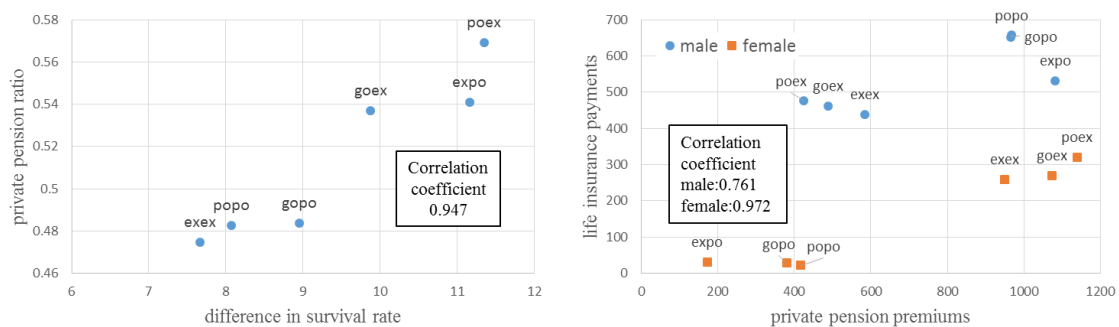 0.58
0.56
0.54
0.52
0.5
0.48
0.46
private pension ratio
poex
expo
goex
gopo
popo
exex
Correlation
coefficient
0.947
6
7
8
9
10
11
12
difference in survival rate
700
600
500
400
300
200
100
0
life insurance payments
male
female
popo
gopo
expo
poex
goex
exex
Correlation
coefficient
male:0.761
female:0.972
poex
goex
exex
expo
gopo
popo
0
200
400
600
800
1000
1200
private pension premiums